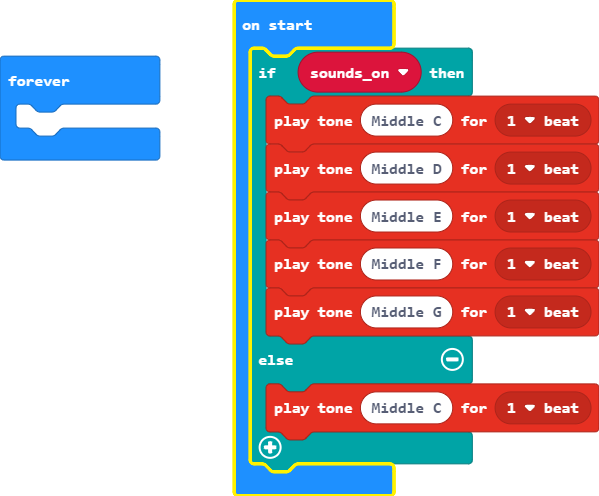 on start
forever
if sounds_on then
play tone Middle C for 1 beat
play tone Middle D for 1 beat
play tone Middle E for 1 beat
play tone Middle F for 1 beat
play tone Middle G for 1 beat
else
play tone Middle C for 1 beat